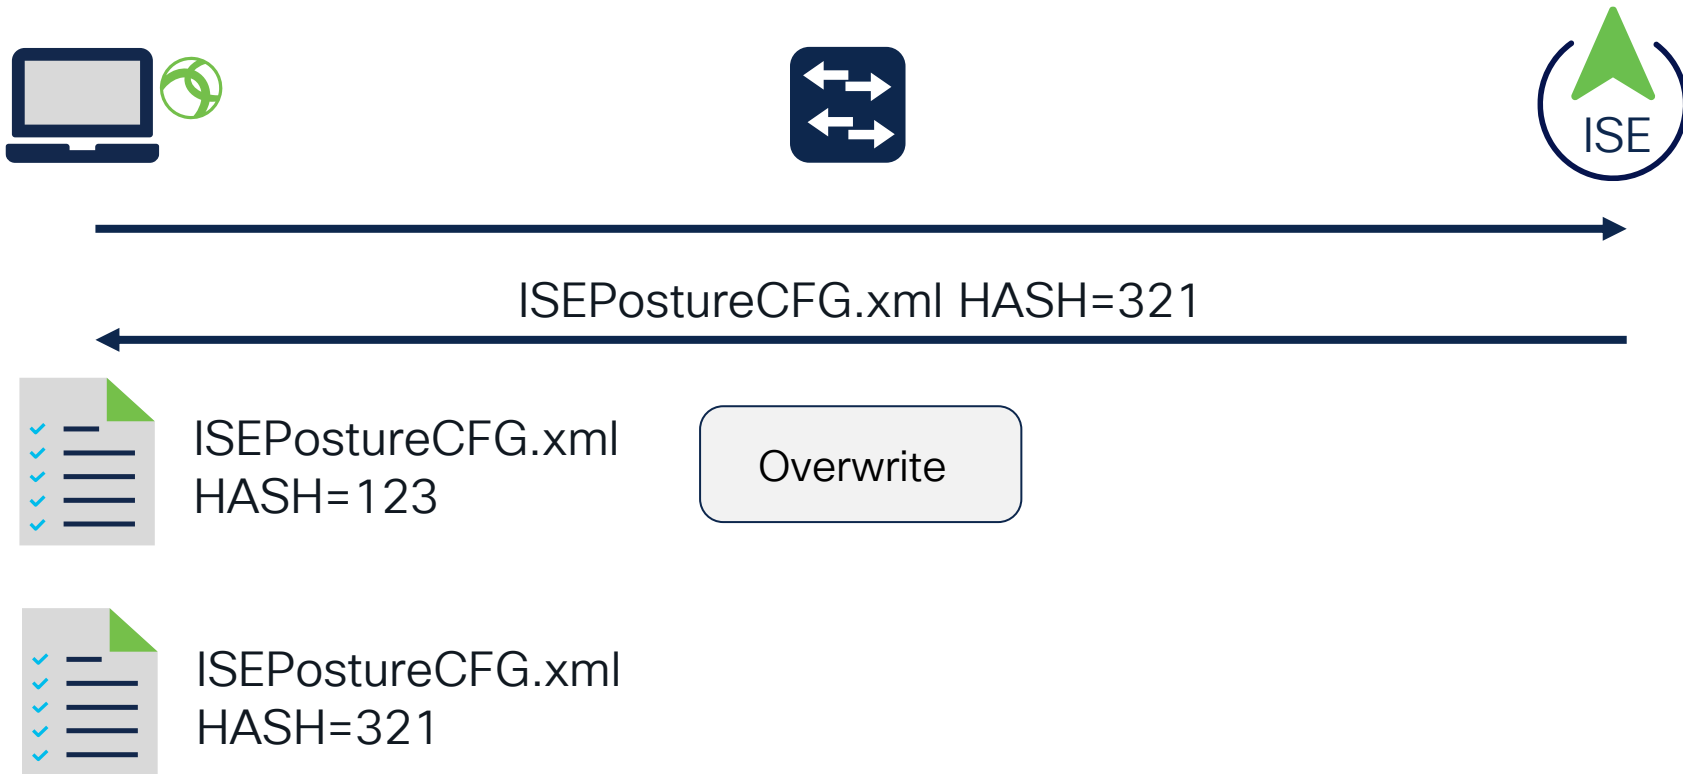 ISE
ISEPostureCFG.xml HASH=321
ISEPostureCFG.xml
HASH=123
Overwrite
ISEPostureCFG.xml
HASH=321